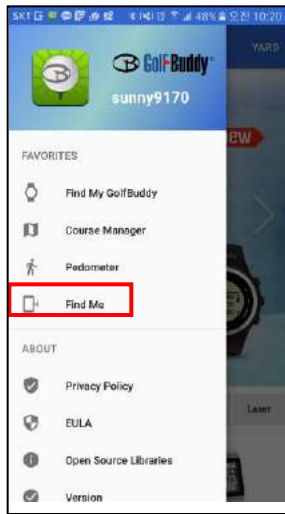 SKT 48% 오전 10:20
YARD
GolfBuddy
sunny9170
FAVORITES
Find My GolfBuddy
Course Manager
Pedometer
Find Me
ABOUT
Privacy Policy
Laser
EULA
Open Source Libraries
Version